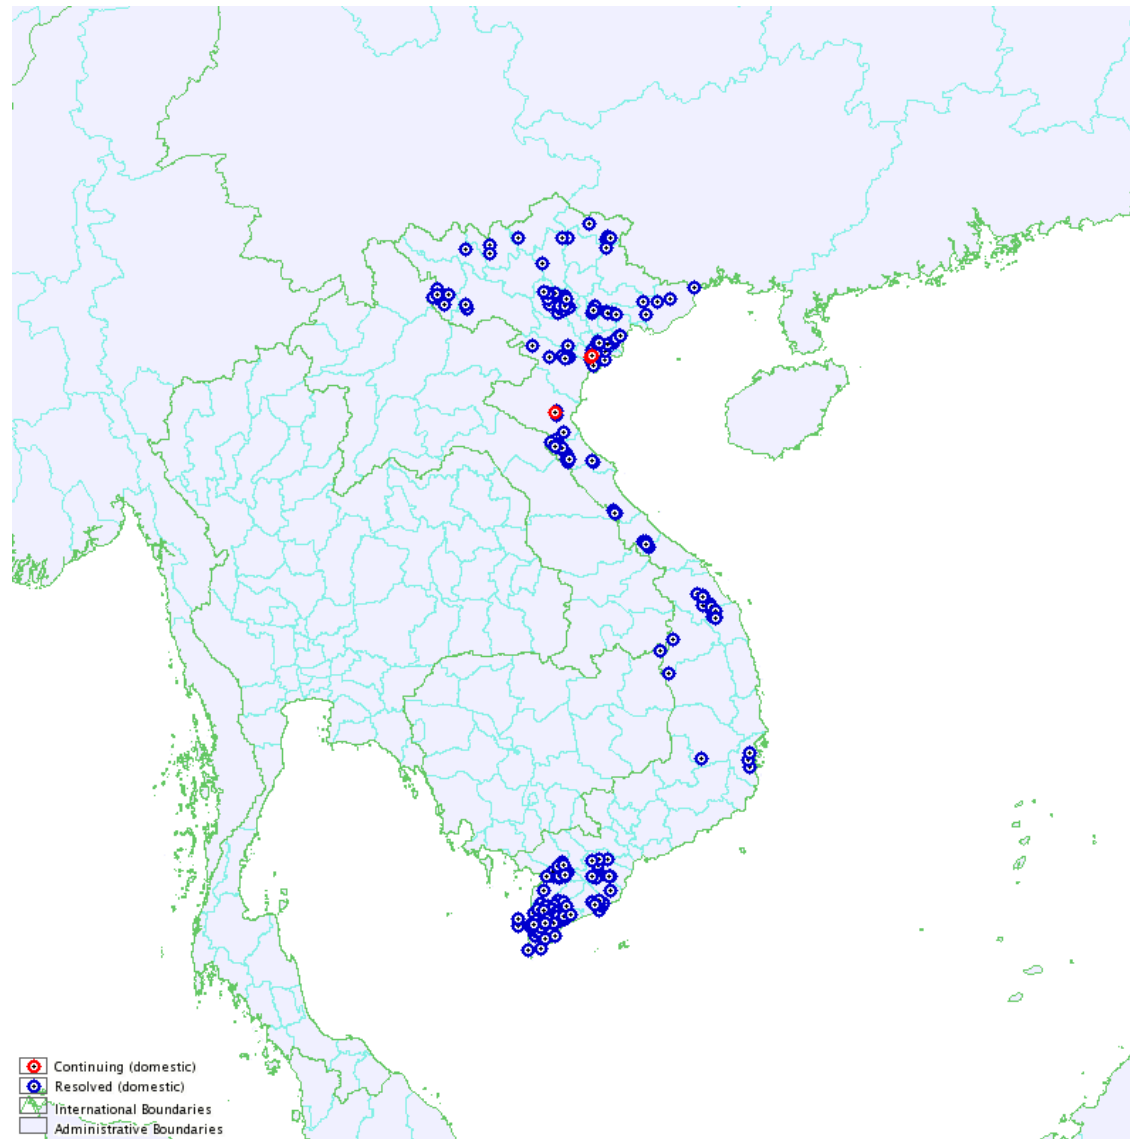 Continuing (domestic)
Resolved (domestic)
International Boundaries
Administrative Boundaries